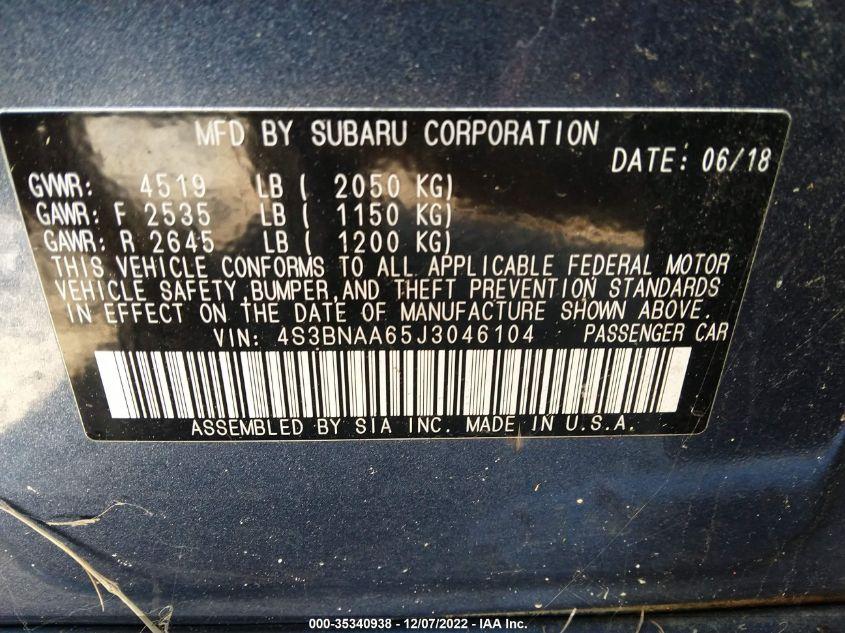 MFD BY SUBARU CORPORATION
DATE: 06/18
GVWR: 4519 LB ( 2050 KG)
GAWR: F 2535 LB ( 1150 KG)
GAWR: R 2645 LB ( 1200 KG)
THIS VEHICLE CONFORMS TO ALL APPLICABLE FEDERAL MOTOR
VEHICLE SAFETY,BUMPER,AND THEFT PREVENTION STANDARDS
IN EFFECT ON THE DATE OF MANUFACTURE SHOWN ABOVE.
VIN: 4S3BNAA65J3046104 PASSENGER CAR
ASSEMBLED BY SIA INC. MADE IN U.S.A.
000-35340938 - 12/07/2022 - IAA Inc.